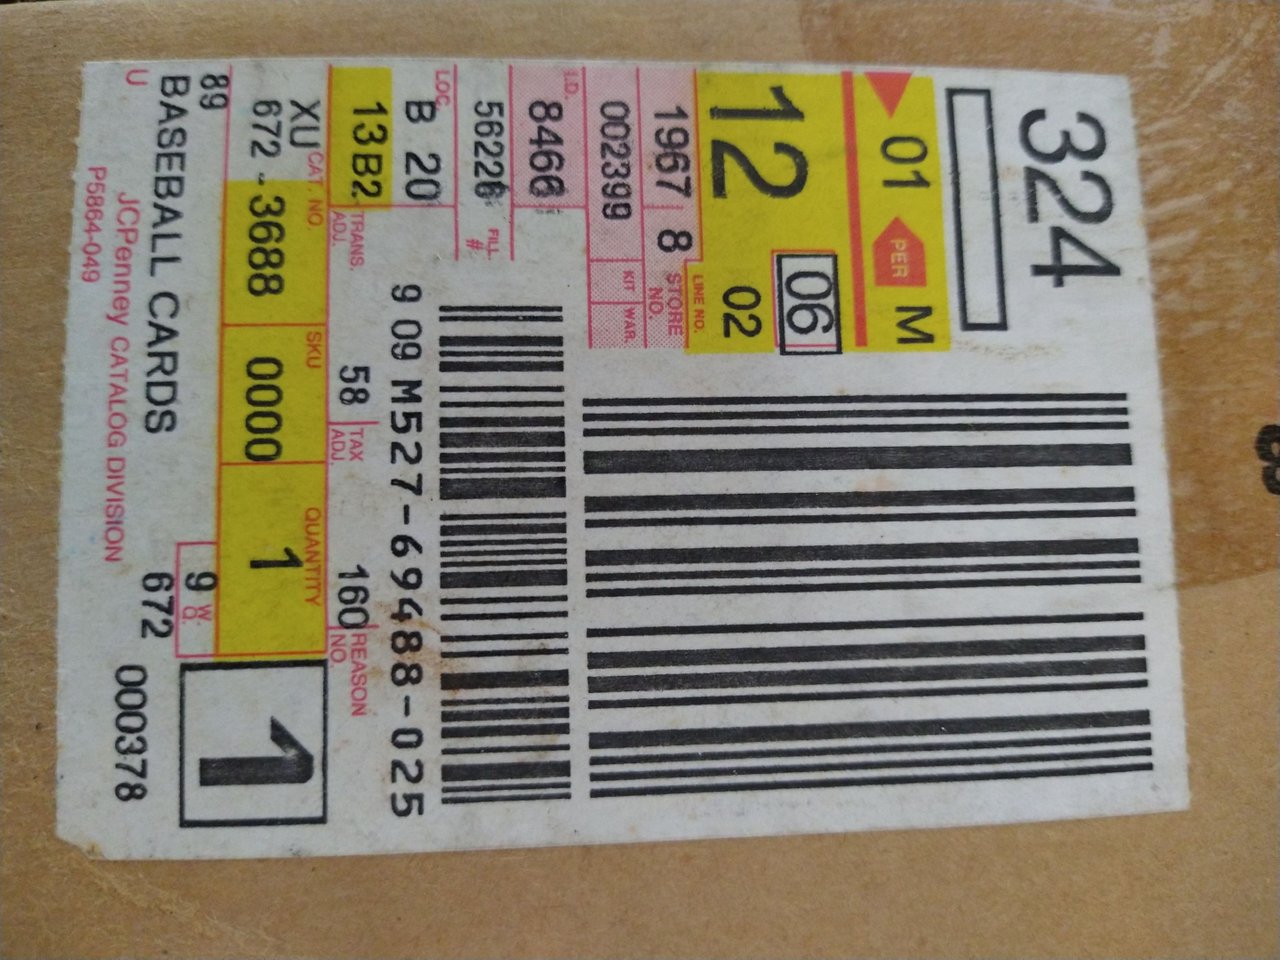 324
01 PER M
12 06
LINE NO. 02
1967 8 STORE NO.
002399 KIT WAR.
I.D. 8466
56226 FILL #
LOC B 20
9 09 M527-69488-025
13B2 TRANS. ADJ. 58 TAX ADJ. 160 REASON NO.
XU CAT. NO. SKU QUANTITY
672-3688 0000 1
1
89 9 W.O.
BASEBALL CARDS 672 000378
U JCPenney CATALOG DIVISION
P5864-049